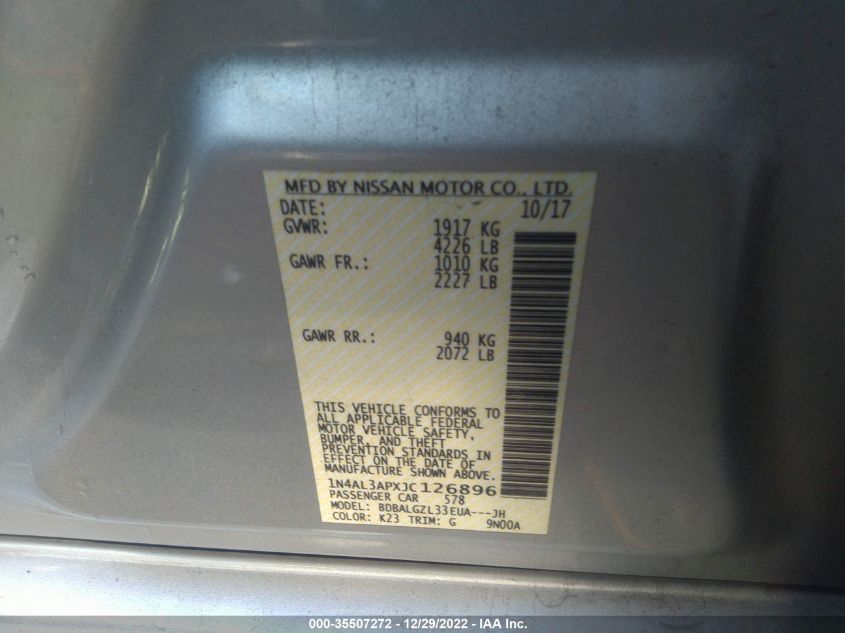 MFD BY NISSAN MOTOR CO., LTD.
DATE: 10/17
GVWR: 1917 KG
4226 LB
GAWR FR.: 1010 KG
2227 LB
GAWR RR.: 940 KG
2072 LB
THIS VEHICLE CONFORMS TO
ALL APPLICABLE FEDERAL
MOTOR VEHICLE SAFETY,
BUMPER, AND THEFT
PREVENTION STANDARDS IN
EFFECT ON THE DATE OF
MANUFACTURE SHOWN ABOVE.
1N4AL3APXJC126896
PASSENGER CAR 578
MODEL: BDBALGZL33EUA---JH
COLOR: K23 TRIM: G 9N00A
000-35507272 - 12/29/2022 - IAA Inc.